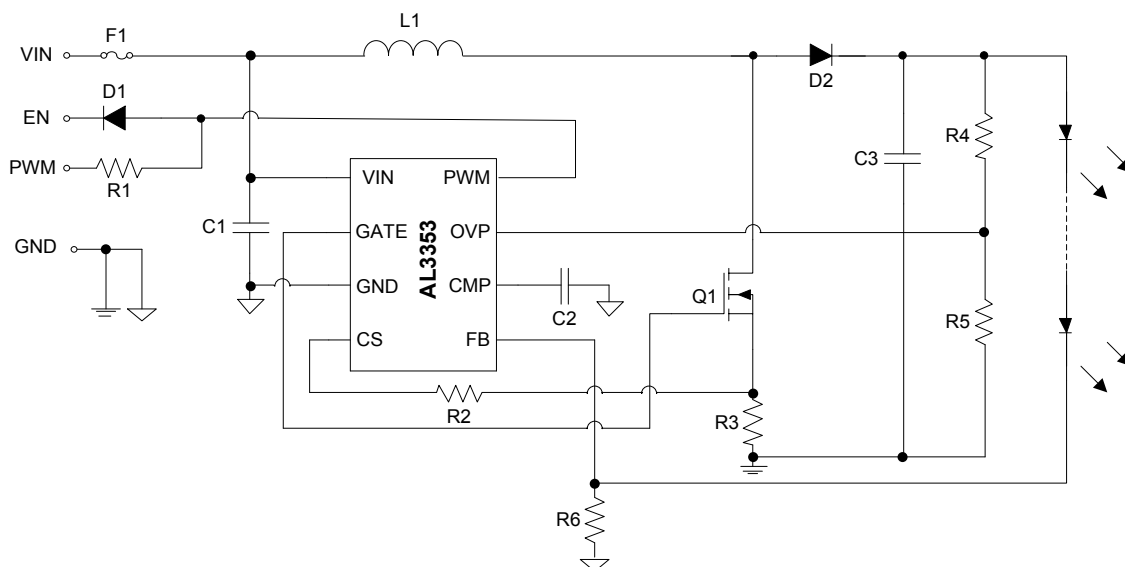 F1
L1
VIN
D1
D2
EN
PWM
R1
R4
C3
VIN
PWM
C1
GATE
OVP
GND
AL3353
GND
CMP
C2
Q1
R5
CS
FB
R2
R3
R6